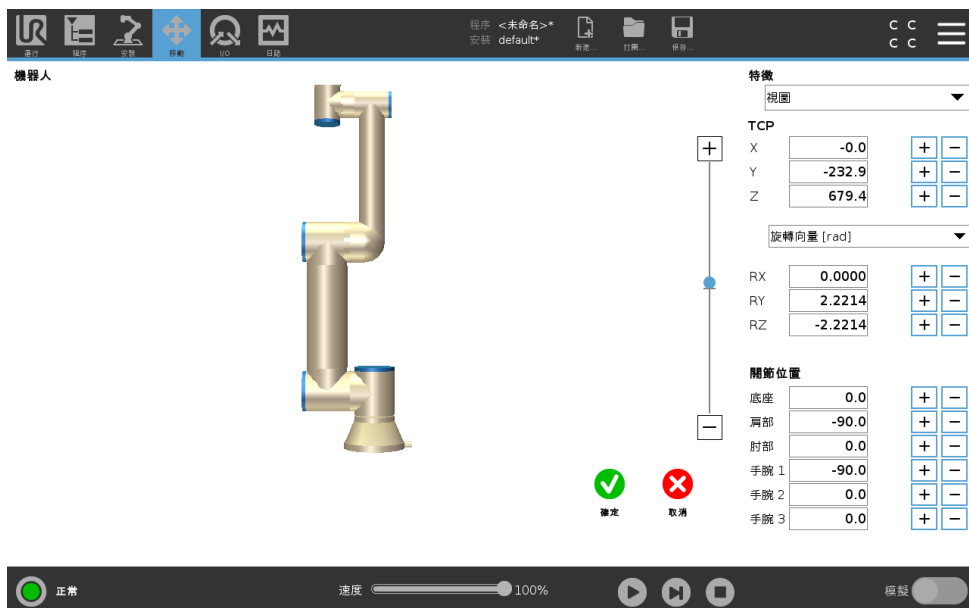 UR
運行
程序
安裝
移動
I/O
日誌
程序 <未命名>*
安裝 default*
新建...
打開...
保存...
C C
C C
機器人
特徵
視圖
TCP
X -0.0 + −
Y -232.9 + −
Z 679.4 + −
旋轉向量 [rad]
RX 0.0000 + −
RY 2.2214 + −
RZ -2.2214 + −
關節位置
底座 0.0 + −
肩部 -90.0 + −
肘部 0.0 + −
手腕 1 -90.0 + −
手腕 2 0.0 + −
手腕 3 0.0 + −
+
−
確定
取消
正常
速度 100%
模擬